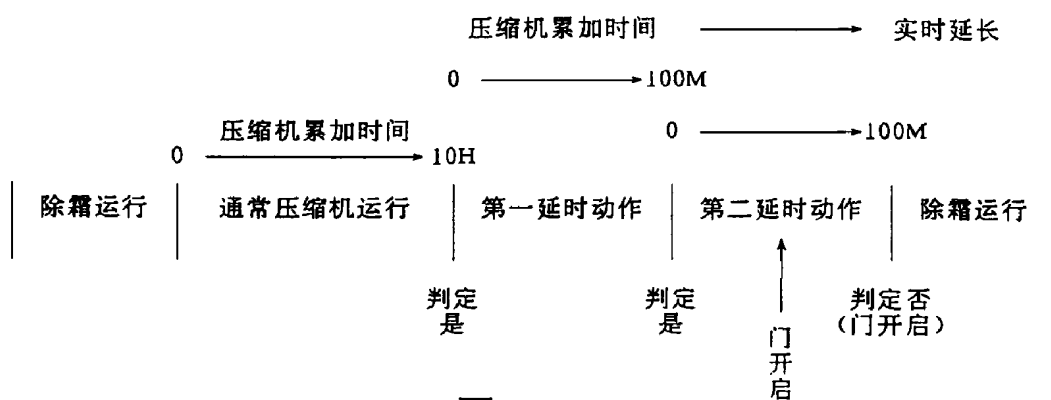 压缩机累加时间 实时延长
0 100M
压缩机累加时间 0 100M
0 10H
除霜运行 通常压缩机运行 第一延时动作 第二延时动作 除霜运行
判定是 判定是 门开启 判定否(门开启)